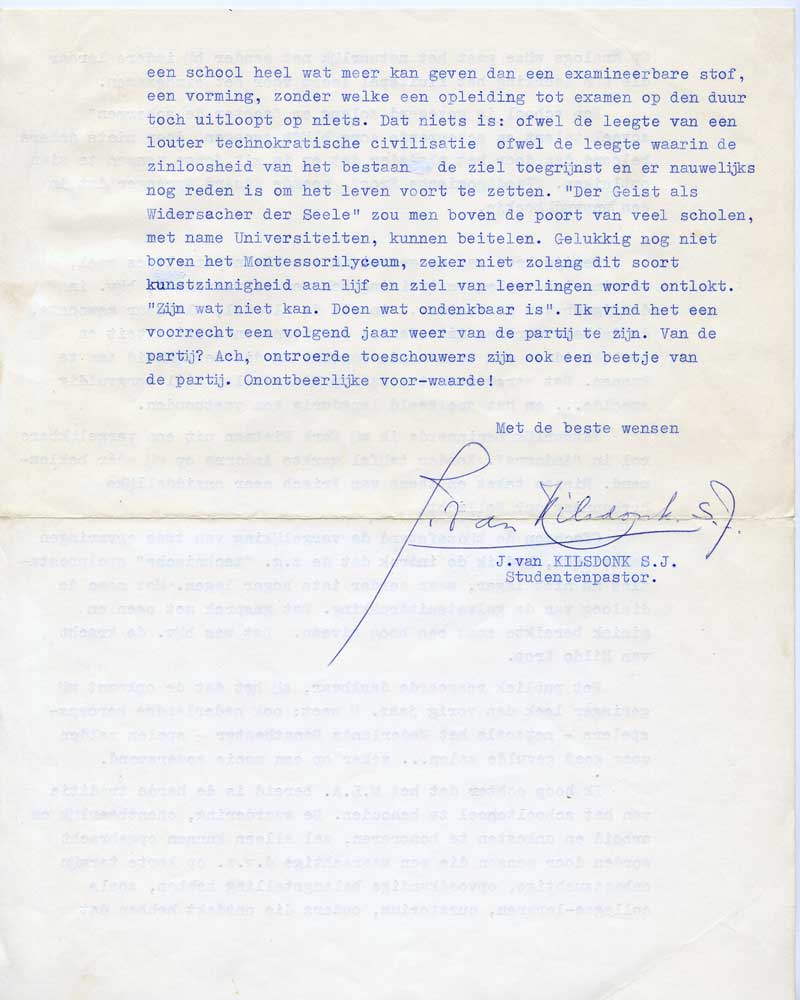 een school heel wat meer kan geven dan een examineerbare stof,
een vorming, zonder welke een opleiding tot examen op den duur
toch uitloopt op niets. Dat niets is: ofwel de leegte van een
louter technokratische civilisatie ofwel de leegte waarin de
zinloosheid van het bestaan de ziel toegrijnst en er nauwelijks
nog reden is om het leven voort te zetten. "Der Geist als
Widersacher der Seele" zou men boven de poort van veel scholen,
met name Universiteiten, kunnen beitelen. Gelukkig nog niet
boven het Montessorilyceum, zeker niet zolang dit soort
kunstzinnigheid aan lijf en ziel van leerlingen wordt ontlokt.
"Zijn wat niet kan. Doen wat ondenkbaar is". Ik vind het een
voorrecht een volgend jaar weer van de partij te zijn. Van de
partij? Ach, ontroerde toeschouwers zijn ook een beetje van
de partij. Onontbeerlijke voor-waarde!
Met de beste wensen
J. van Kilsdonk. S.J.
J.van KILSDONK S.J.
Studentenpastor.